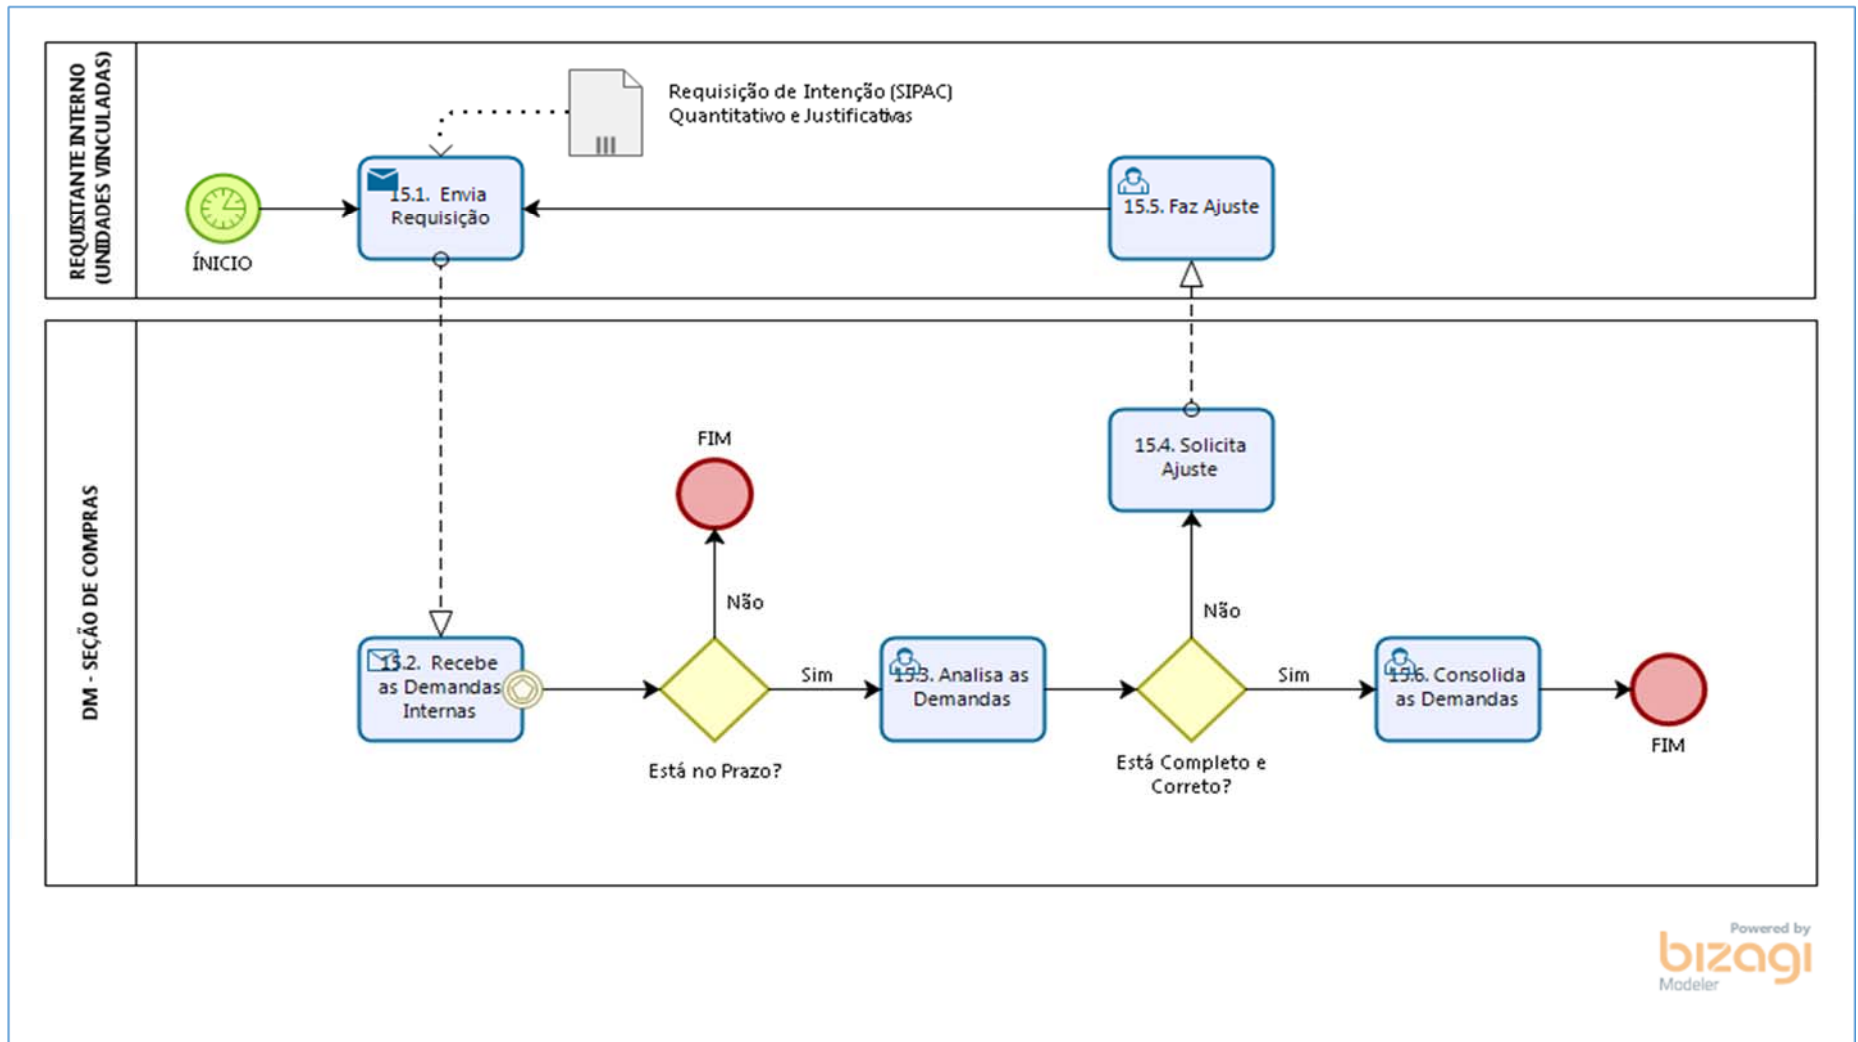 REQUISITANTE INTERNO
(UNIDADES VINCULADAS)
Requisição de Intenção (SIPAC)
Quantitativo e Justificativas
ÍNICIO
15.1. Envia
Requisição
15.5. Faz Ajuste
DM - SEÇÃO DE COMPRAS
FIM
15.4. Solicita
Ajuste
Não
Não
15.2. Recebe
as Demandas
Internas
Está no Prazo?
Sim
15.3. Analisa as
Demandas
Está Completo e
Correto?
Sim
15.6. Consolida
as Demandas
FIM
Powered by
bizagi
Modeler